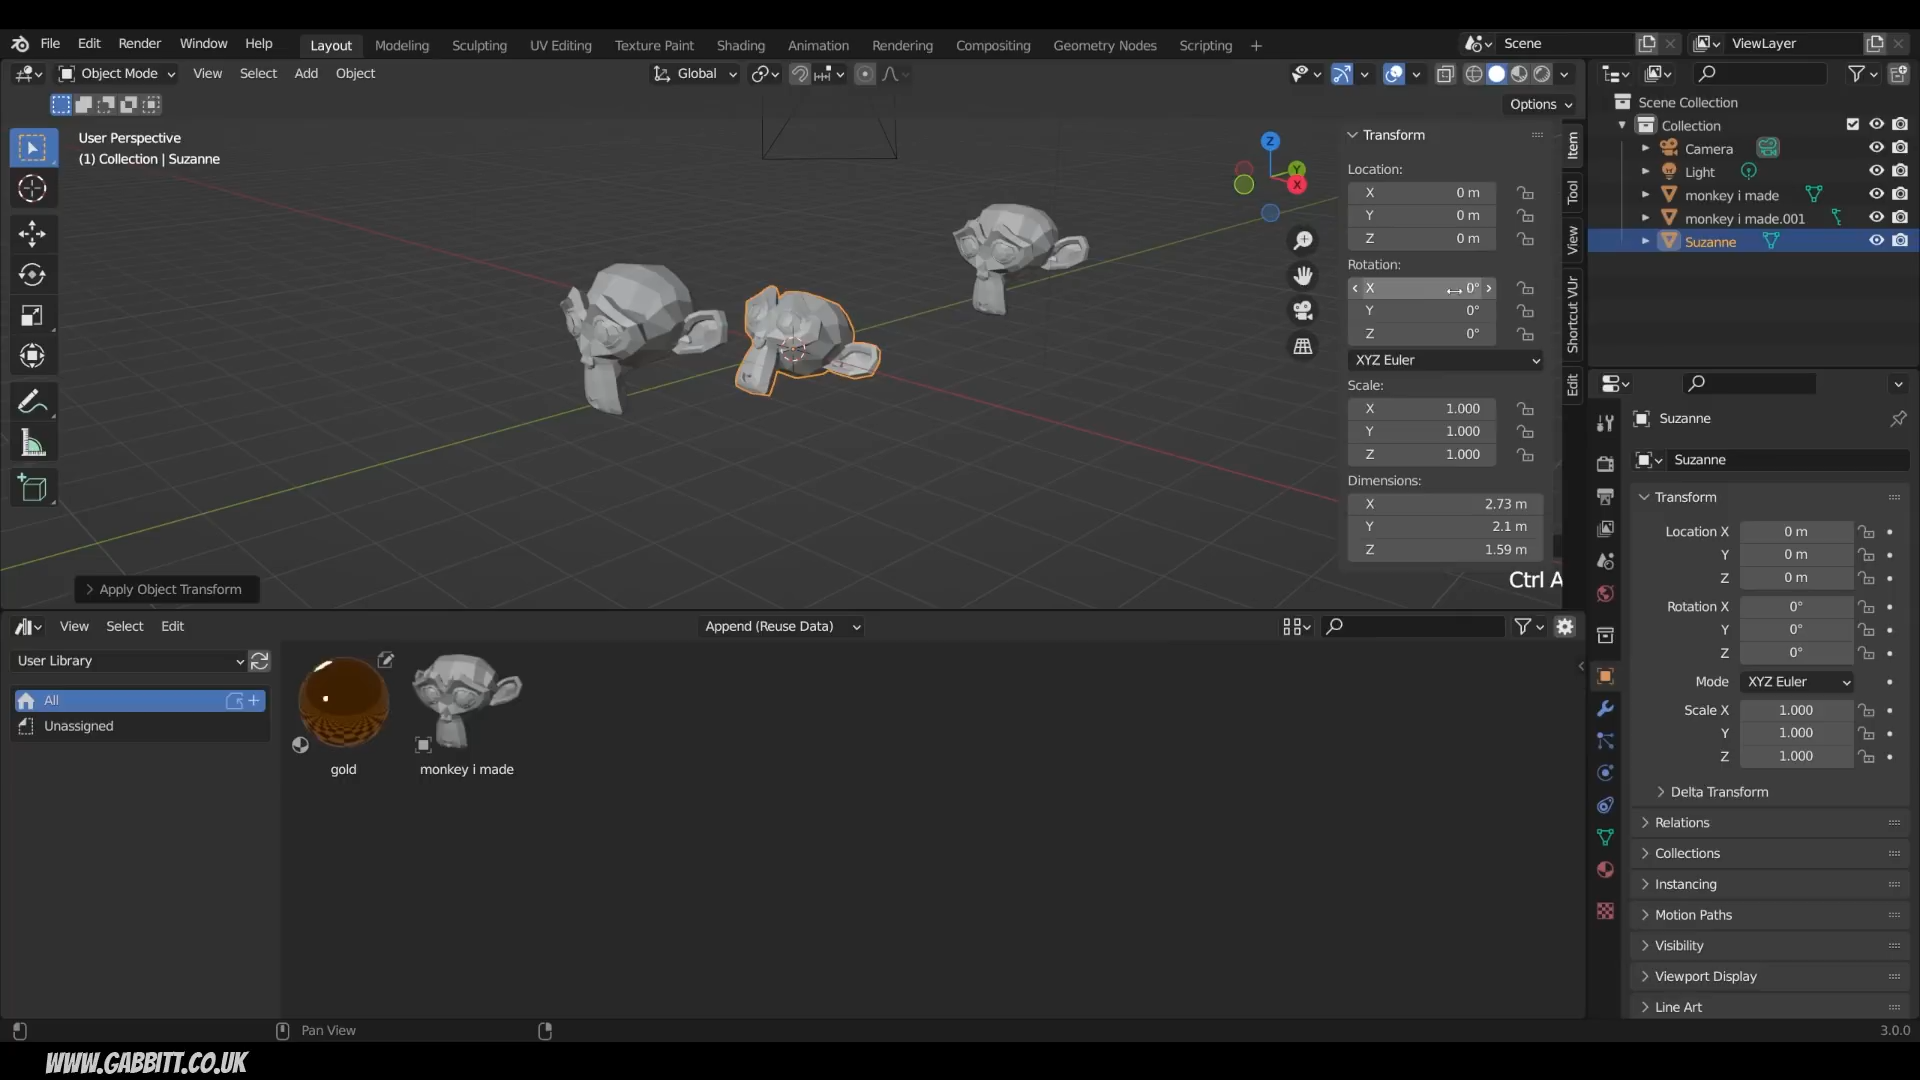 File Edit Render Window Help Layout Modeling Sculpting UV Editing Texture Paint Shading Animation Rendering Compositing Geometry Nodes Scripting + Scene ViewLayer
Object Mode View Select Add Object Global
Options
User Perspective
(1) Collection | Suzanne
Z
Y
X
Transform
Location:
X 0 m
Y 0 m
Z 0 m
Rotation:
X 0°
Y 0°
Z 0°
XYZ Euler
Scale:
X 1.000
Y 1.000
Z 1.000
Dimensions:
X 2.73 m
Y 2.1 m
Z 1.59 m
Item
Tool
View
Shortcut VUr
Edit
Ctrl A
Apply Object Transform
Scene Collection
Collection
Camera
Light
monkey i made
monkey i made.001
Suzanne
Suzanne
Suzanne
Transform
Location X 0 m
Y 0 m
Z 0 m
Rotation X 0°
Y 0°
Z 0°
Mode XYZ Euler
Scale X 1.000
Y 1.000
Z 1.000
Delta Transform
Relations
Collections
Instancing
Motion Paths
Visibility
Viewport Display
Line Art
View Select Edit Append (Reuse Data)
User Library
All
Unassigned
gold
monkey i made
Pan View
3.0.0
WWW.GABBITT.CO.UK